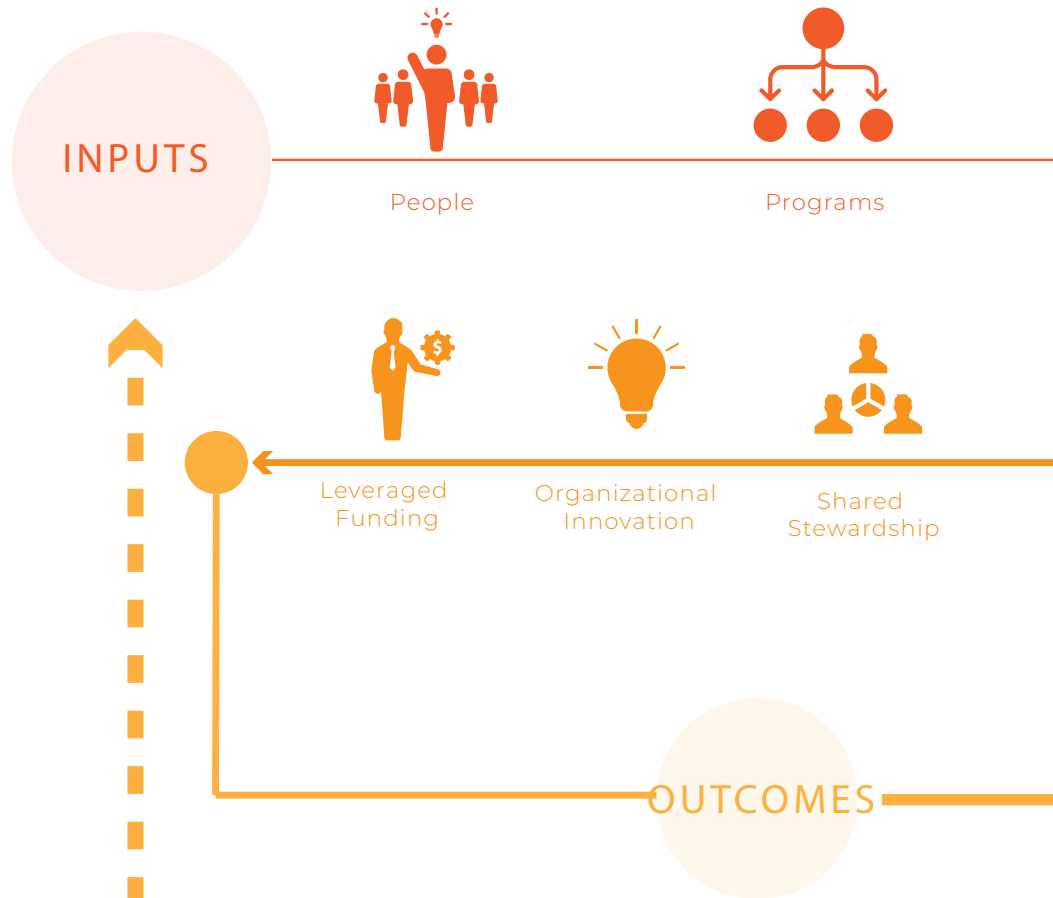 INPUTS
People
Programs
$
Leveraged
Funding
Organizational
Innovation
Shared
Stewardship
OUTCOMES